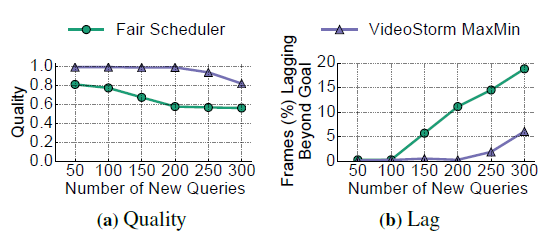 Fair Scheduler
VideoStorm MaxMin
Quality
1.0
0.8
0.6
0.4
0.2
0.0
50 100 150 200 250 300
Number of New Queries
(a) Quality
Frames (%) Lagging
Beyond Goal
20
15
10
5
0
50 100 150 200 250 300
Number of New Queries
(b) Lag